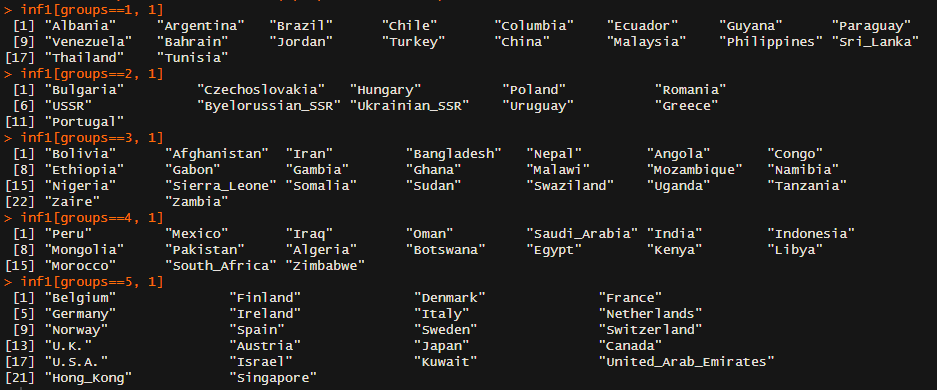 > inf1[groups==1, 1]
 [1] "Albania"     "Argentina"   "Brazil"      "Chile"       "Columbia"    "Ecuador"     "Guyana"      "Paraguay"
 [9] "Venezuela"   "Bahrain"     "Jordan"      "Turkey"      "China"       "Malaysia"    "Philippines" "Sri_Lanka"
[17] "Thailand"    "Tunisia"
> inf1[groups==2, 1]
 [1] "Bulgaria"         "Czechoslovakia"   "Hungary"          "Poland"           "Romania"
 [6] "USSR"             "Byelorussian_SSR" "Ukrainian_SSR"    "Uruguay"          "Greece"
[11] "Portugal"
> inf1[groups==3, 1]
 [1] "Bolivia"      "Afghanistan"  "Iran"         "Bangladesh"   "Nepal"        "Angola"       "Congo"
 [8] "Ethiopia"     "Gabon"        "Gambia"       "Ghana"        "Malawi"       "Mozambique"   "Namibia"
[15] "Nigeria"      "Sierra_Leone" "Somalia"      "Sudan"        "Swaziland"    "Uganda"       "Tanzania"
[22] "Zaire"        "Zambia"
> inf1[groups==4, 1]
 [1] "Peru"         "Mexico"       "Iraq"         "Oman"         "Saudi_Arabia" "India"        "Indonesia"
 [8] "Mongolia"     "Pakistan"     "Algeria"      "Botswana"     "Egypt"        "Kenya"        "Libya"
[15] "Morocco"      "South_Africa" "Zimbabwe"
> inf1[groups==5, 1]
 [1] "Belgium"              "Finland"              "Denmark"              "France"
 [5] "Germany"              "Ireland"              "Italy"                "Netherlands"
 [9] "Norway"               "Spain"                "Sweden"               "Switzerland"
[13] "U.K."                 "Austria"              "Japan"                "Canada"
[17] "U.S.A."               "Israel"               "Kuwait"               "United_Arab_Emirates"
[21] "Hong_Kong"            "Singapore"